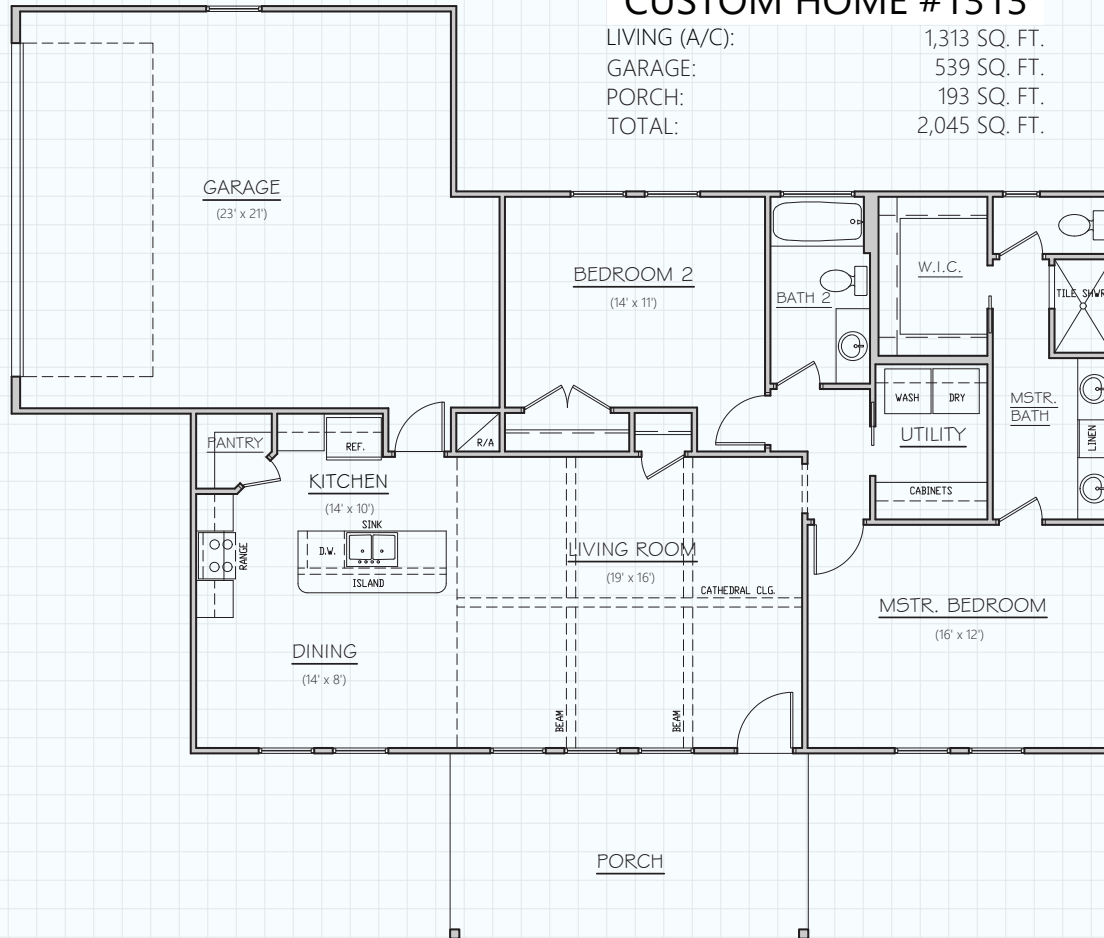 CUSTOM HOME #1313
LIVING (A/C): 1,313 SQ. FT.
GARAGE: 539 SQ. FT.
PORCH: 193 SQ. FT.
TOTAL: 2,045 SQ. FT.
GARAGE
(23' x 21')
BEDROOM 2
(14' x 11')
BATH 2
W.I.C.
TILE SHWR
WASH
DRY
UTILITY
CABINETS
MSTR.
BATH
LINEN
PANTRY
REF.
R/A
KITCHEN
(14' x 10')
SINK
D.W.
ISLAND
RANGE
LIVING ROOM
(19' x 16')
CATHEDRAL CLG.
BEAM
BEAM
MSTR. BEDROOM
(16' x 12')
DINING
(14' x 8')
PORCH